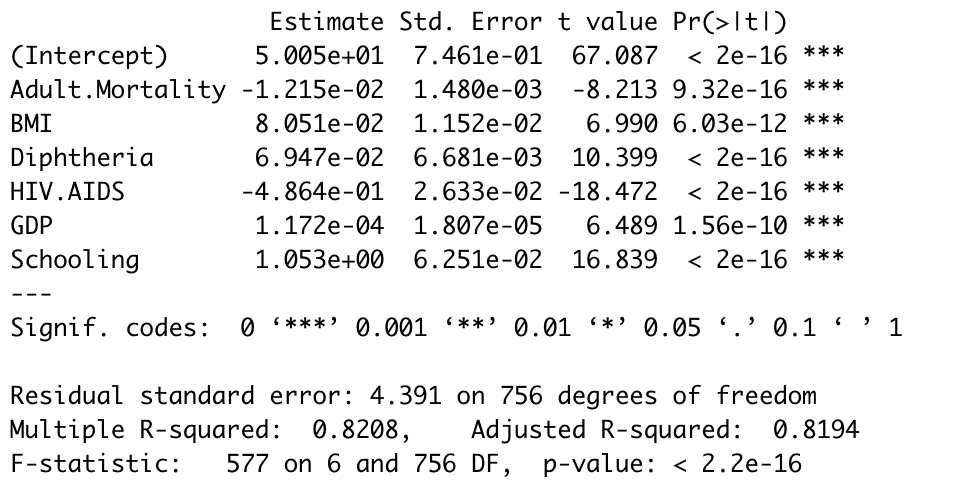 Estimate Std. Error t value Pr(>|t|)
(Intercept)      5.005e+01  7.461e-01  67.087  < 2e-16 ***
Adult.Mortality -1.215e-02  1.480e-03  -8.213 9.32e-16 ***
BMI              8.051e-02  1.152e-02   6.990 6.03e-12 ***
Diphtheria       6.947e-02  6.681e-03  10.399  < 2e-16 ***
HIV.AIDS        -4.864e-01  2.633e-02 -18.472  < 2e-16 ***
GDP              1.172e-04  1.807e-05   6.489 1.56e-10 ***
Schooling        1.053e+00  6.251e-02  16.839  < 2e-16 ***
---
Signif. codes:  0 ‘***’ 0.001 ‘**’ 0.01 ‘*’ 0.05 ‘.’ 0.1 ‘ ’ 1

Residual standard error: 4.391 on 756 degrees of freedom
Multiple R-squared:  0.8208,    Adjusted R-squared:  0.8194
F-statistic:   577 on 6 and 756 DF,  p-value: < 2.2e-16